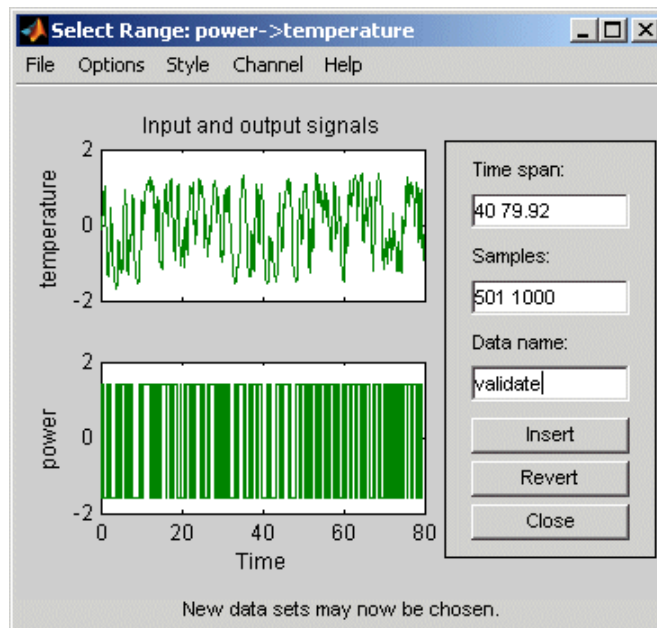 Select Range: power->temperature
File Options Style Channel Help
Input and output signals
2
0
-2
temperature
2
0
-2
power
0 20 40 60 80
Time
Time span:
40 79.92
Samples:
501 1000
Data name:
validate
Insert
Revert
Close
New data sets may now be chosen.